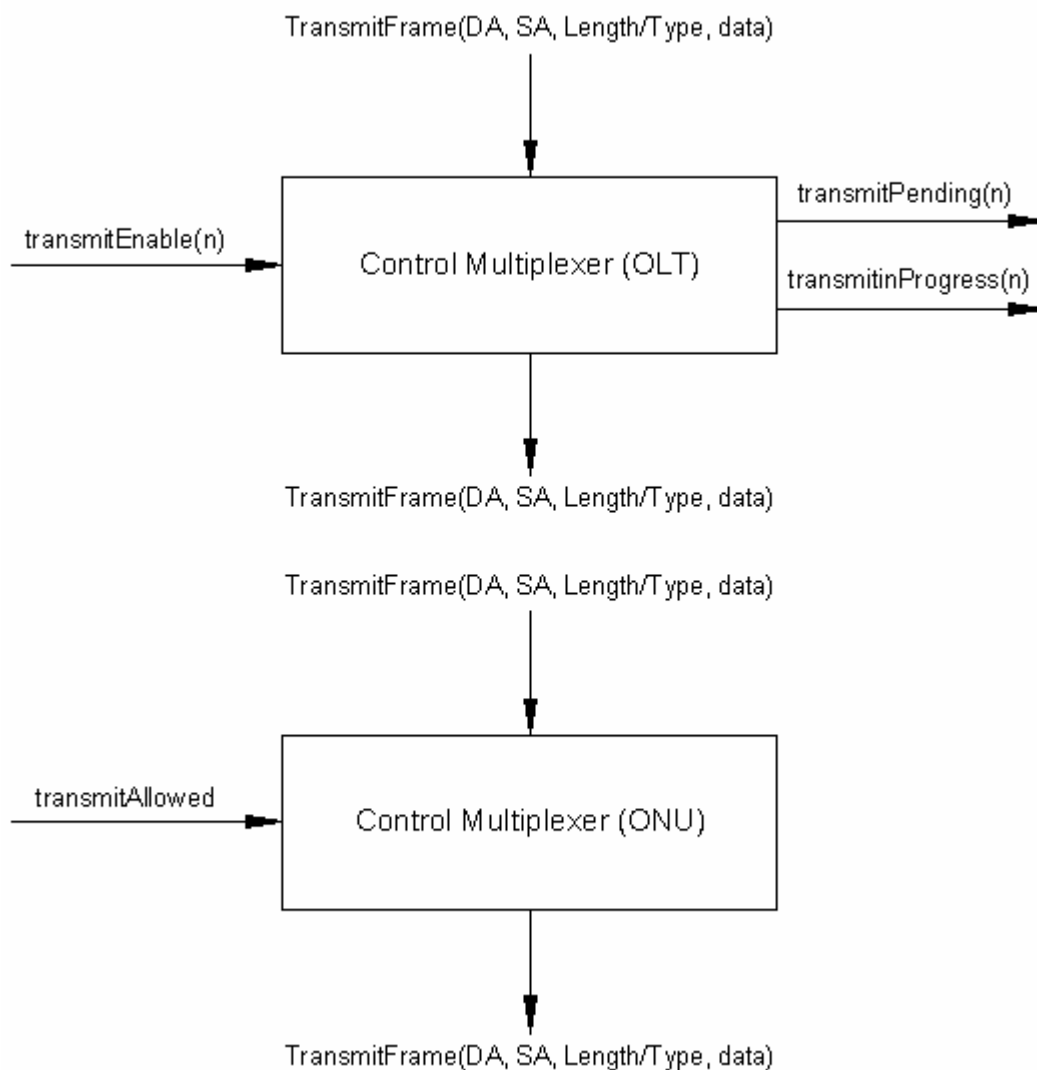 TransmitFrame(DA, SA, Length/Type, data)
transmitPending(n)
transmitEnable(n)
Control Multiplexer (OLT)
transmitinProgress(n)
TransmitFrame(DA, SA, Length/Type, data)
TransmitFrame(DA, SA, Length/Type, data)
transmitAllowed
Control Multiplexer (ONU)
TransmitFrame(DA, SA, Length/Type, data)